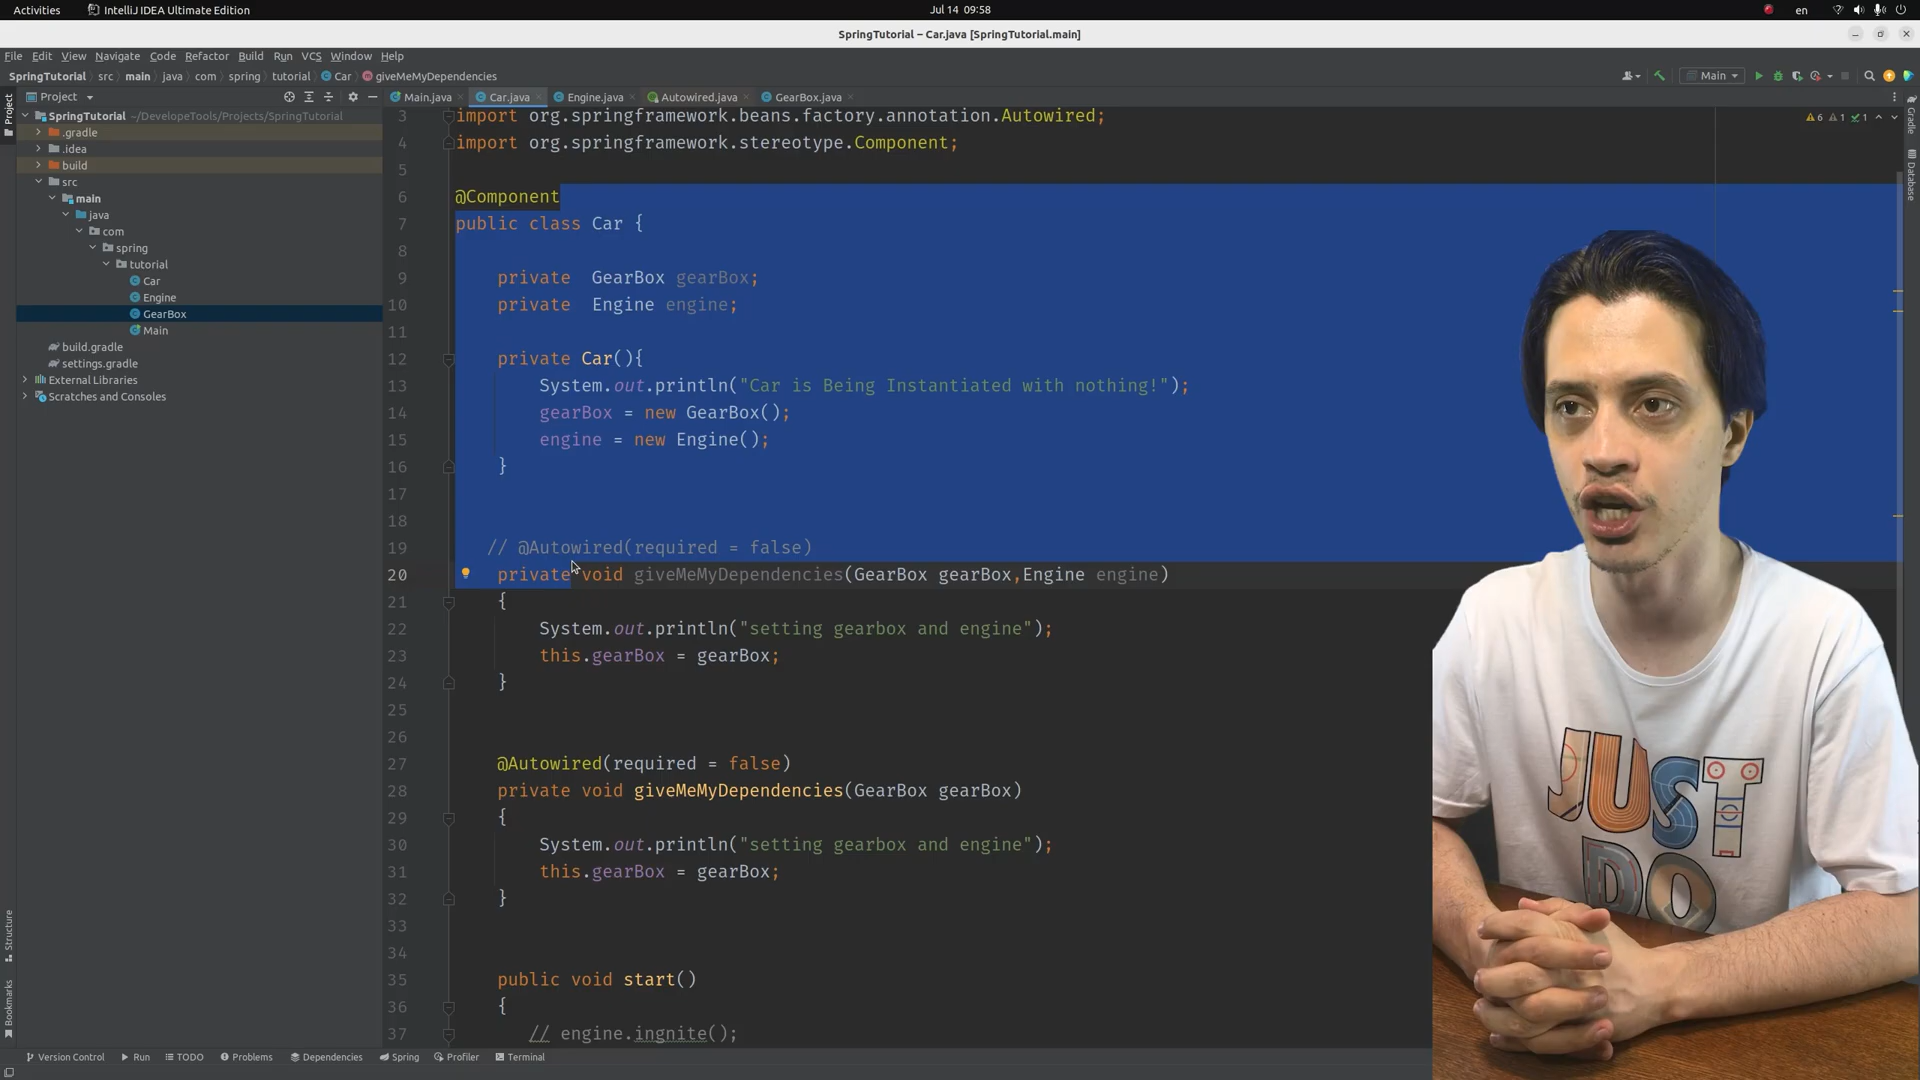 Activities IntelliJ IDEA Ultimate Edition Jul 14 09:58 en
SpringTutorial – Car.java [SpringTutorial.main]
File Edit View Navigate Code Refactor Build Run VCS Window Help
SpringTutorial src main java com spring tutorial Car giveMeMyDependencies Main
Project Main.java Car.java Engine.java Autowired.java GearBox.java
Project
SpringTutorial ~/DevelopeTools/Projects/SpringTutorial
.gradle
.idea
build
src
main
java
com
spring
tutorial
Car
Engine
GearBox
Main
build.gradle
settings.gradle
External Libraries
Scratches and Consoles
3 import org.springframework.beans.factory.annotation.Autowired;
4 import org.springframework.stereotype.Component;
5
6 @Component
7 public class Car {
8
9 private GearBox gearBox;
10 private Engine engine;
11
12 private Car(){
13 System.out.println("Car is Being Instantiated with nothing!");
14 gearBox = new GearBox();
15 engine = new Engine();
16 }
17
18
19 // @Autowired(required = false)
20 private void giveMeMyDependencies(GearBox gearBox,Engine engine)
21 {
22 System.out.println("setting gearbox and engine");
23 this.gearBox = gearBox;
24 }
25
26
27 @Autowired(required = false)
28 private void giveMeMyDependencies(GearBox gearBox)
29 {
30 System.out.println("setting gearbox and engine");
31 this.gearBox = gearBox;
32 }
33
34
35 public void start()
36 {
37 // engine.ingnite();
6 1 1
Gradle
Database
Structure
Bookmarks
JUST
DO
Version Control Run TODO Problems Dependencies Spring Profiler Terminal